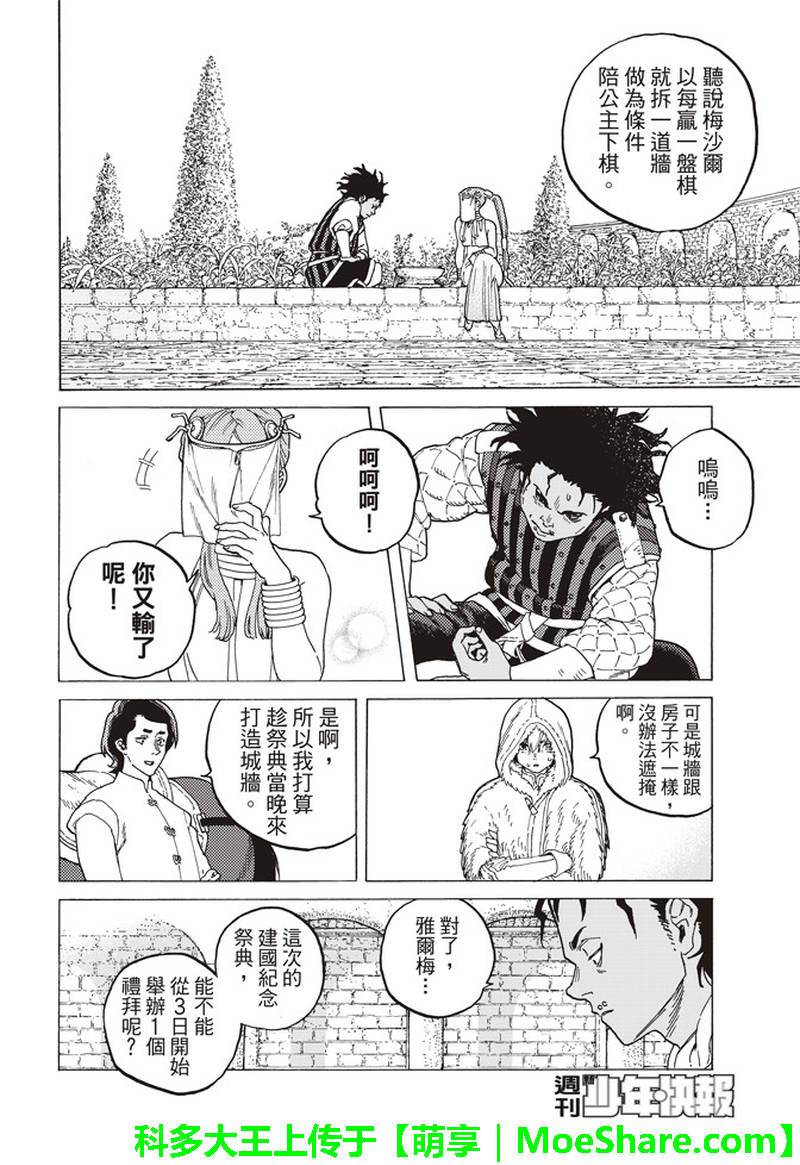 聽說梅沙爾
以每贏一盤棋
就拆一道牆
做為條件
陪公主下棋。
嗚嗚…
呵呵呵！
你又輸了
呢！
可是城牆跟
房子不一樣，
沒辦法遮掩
啊。
是啊，
所以我打算
趁祭典當晚來
打造城牆。
對了，
雅爾梅…
這次的
建國紀念
祭典，
能不能
從3日開始
舉辦1個
禮拜呢？
週刊
少年快報
科多大王上传于【萌享】|MoeShare.com】